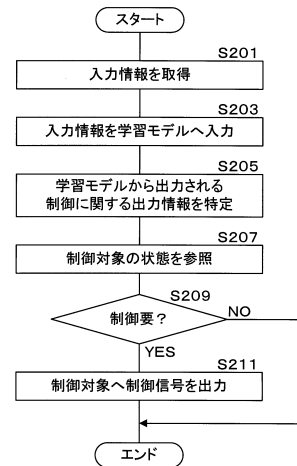 スタート
S201
入力情報を取得
S203
入力情報を学習モデルへ入力
S205
学習モデルから出力される
制御に関する出力情報を特定
S207
制御対象の状態を参照
S209
制御要？
NO
YES
S211
制御対象へ制御信号を出力
エンド